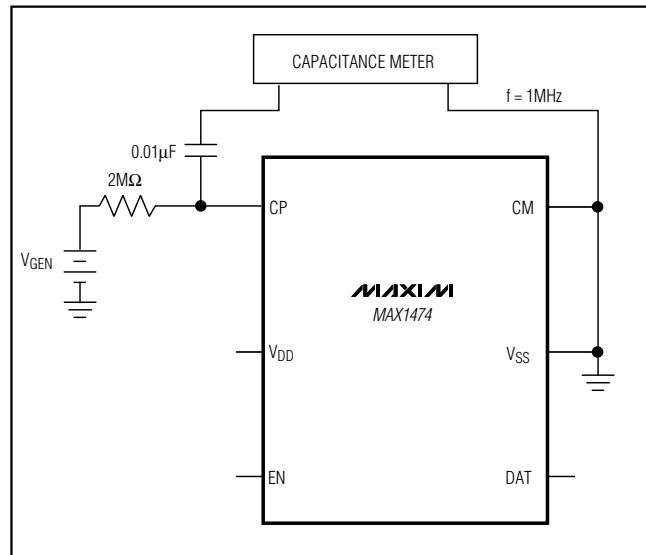 CAPACITANCE METER
f = 1MHz
0.01µF
2MΩ
CP
CM
VGEN
MAXIM
MAX1474
VDD
VSS
EN
DAT